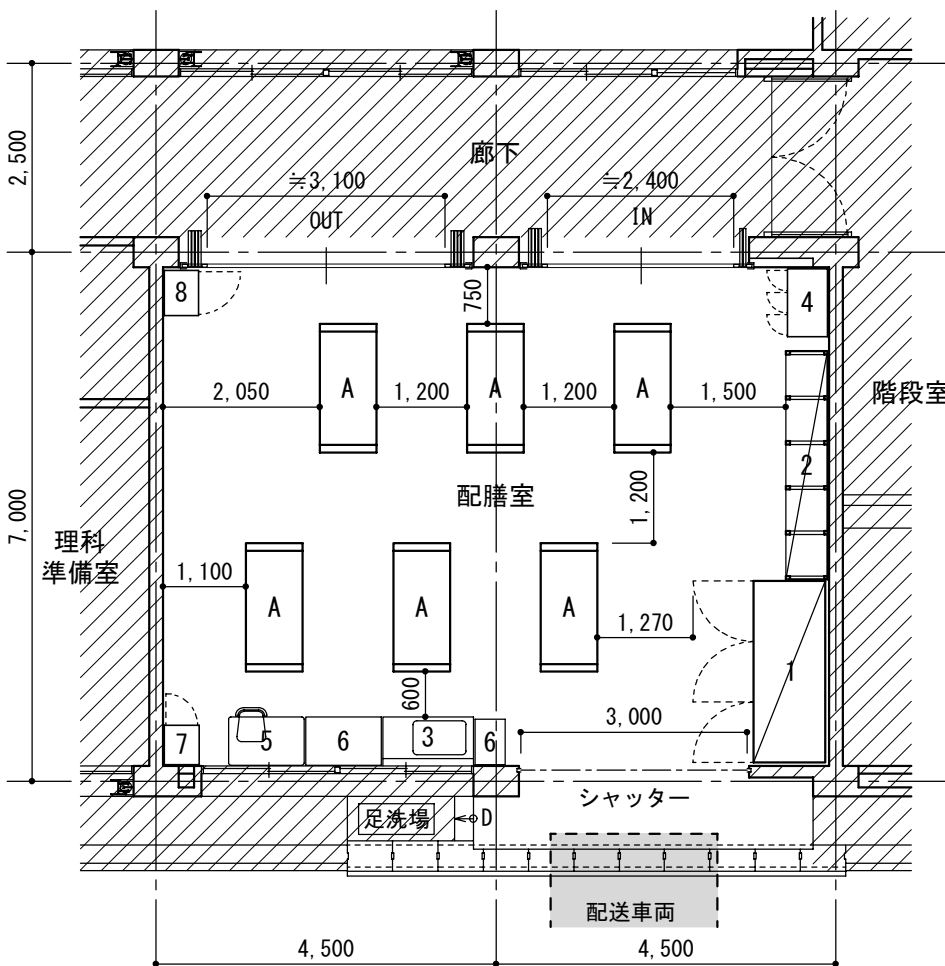 2,500
廊下
≒3,100
≒2,400
OUT
IN
8
750
4
A
A
A
2,050
1,200
1,200
1,500
階段室
2
配膳室
1,200
7,000
理科
準備室
1,100
A
A
A
1,270
1
600
3,000
7
5
6
3
6
シャッター
足洗場
D
配送車両
4,500
4,500